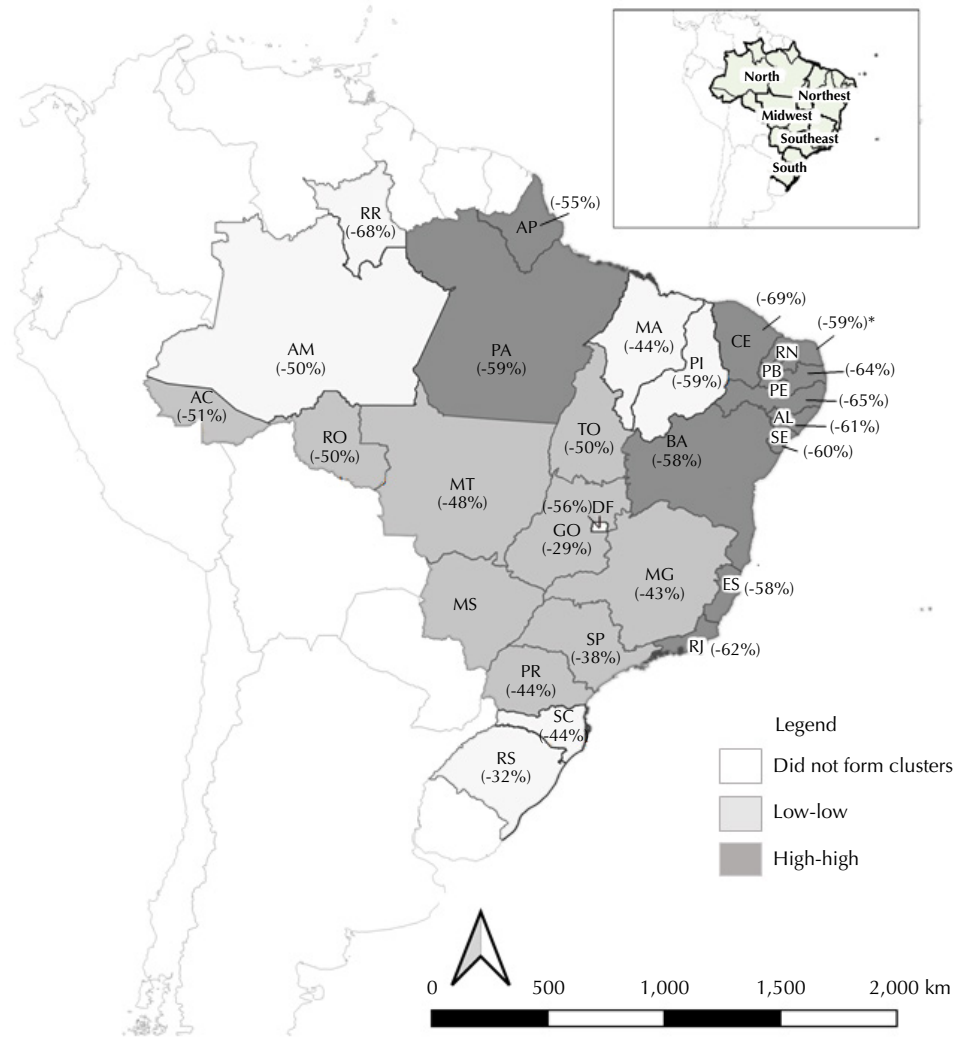 North
Northest
Midwest
Southeast
South
(-55%)
RR
(-68%)
AP
(-69%)
(-59%)*
MA
(-44%)
CE
AM
(-50%)
PA
(-59%)
PI
(-59%)
RN
PB
(-64%)
PE
(-65%)
AC
(-51%)
AL
(-61%)
RO
(-50%)
TO
(-50%)
BA
(-58%)
SE
(-60%)
MT
(-48%)
(-56%)
DF
GO
(-29%)
MG
(-43%)
ES (-58%)
MS
SP
(-38%)
RJ (-62%)
PR
(-44%)
SC
(-44%)
RS
(-32%)
Legend
Did not form clusters
Low-low
High-high
0 500 1,000 1,500 2,000 km